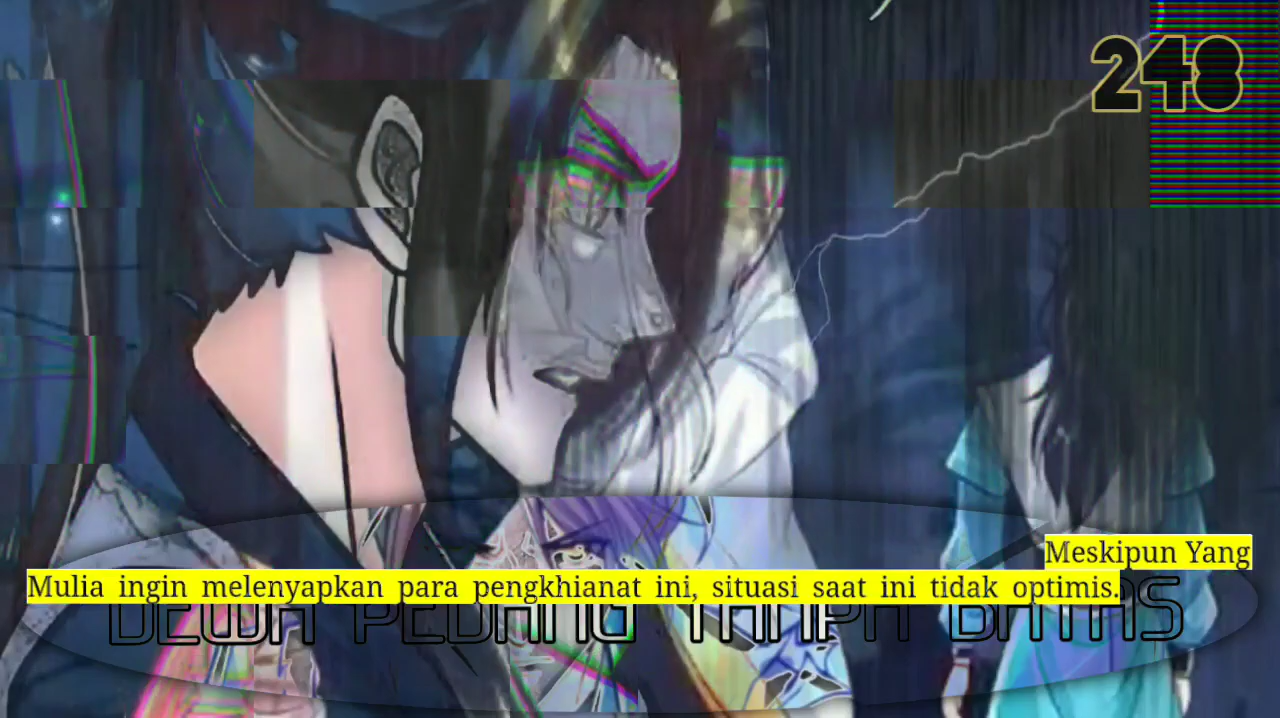 248
Meskipun Yang
Mulia ingin melenyapkan para pengkhianat ini, situasi saat ini tidak optimis.
DEWA PEDANG TANPA BATAS